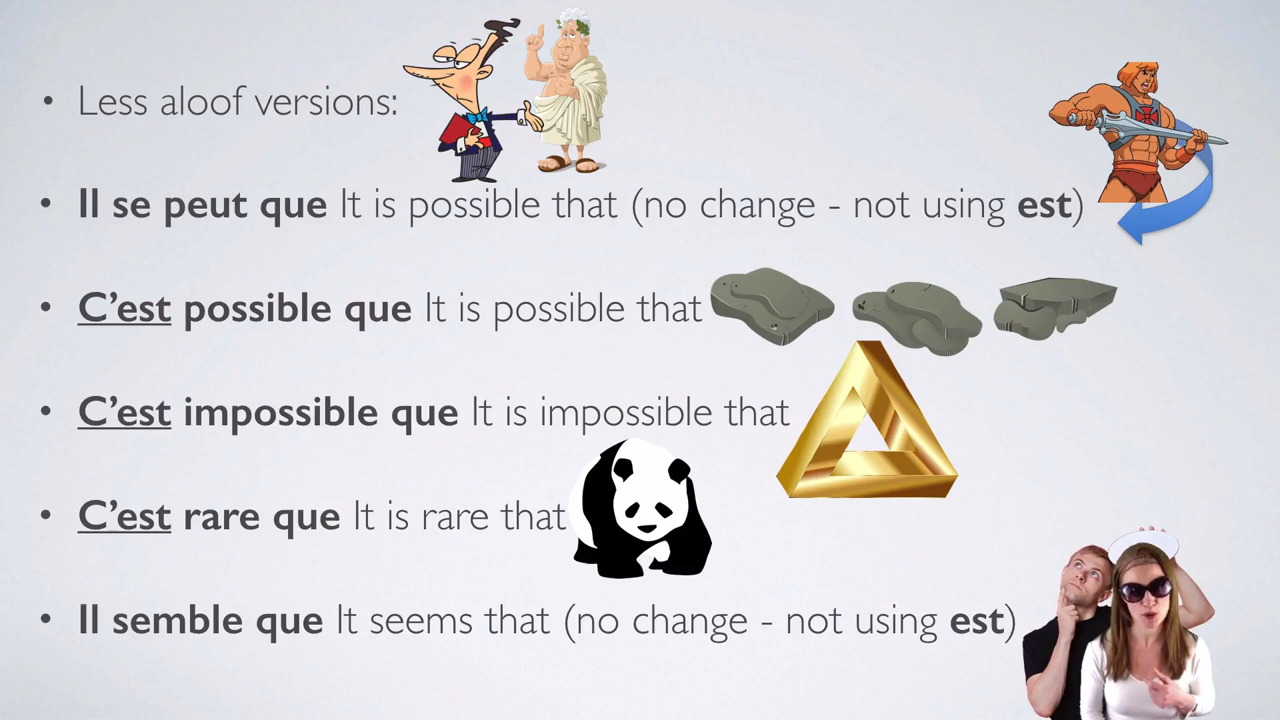 • Less aloof versions:
• Il se peut que It is possible that (no change - not using est)
• C’est possible que It is possible that
• C’est impossible que It is impossible that
• C’est rare que It is rare that
• Il semble que It seems that (no change - not using est)